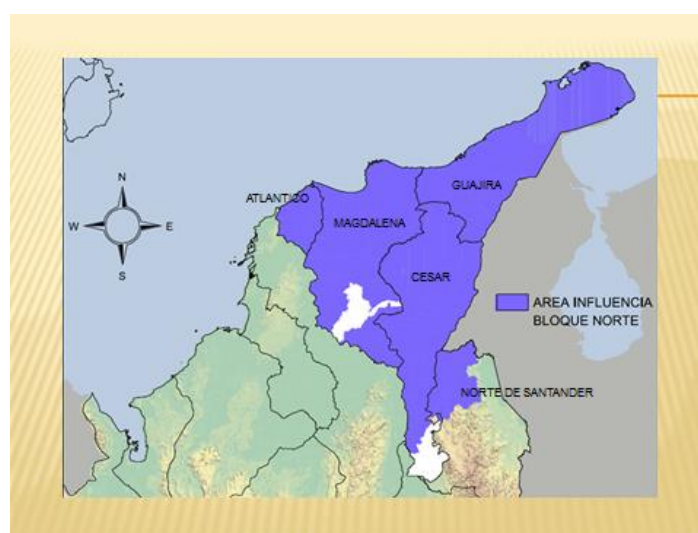 N
W E
S
ATLANTICO
GUAJIRA
MAGDALENA
CESAR
AREA INFLUENCIA
BLOQUE NORTE
NORTE DE SANTANDER